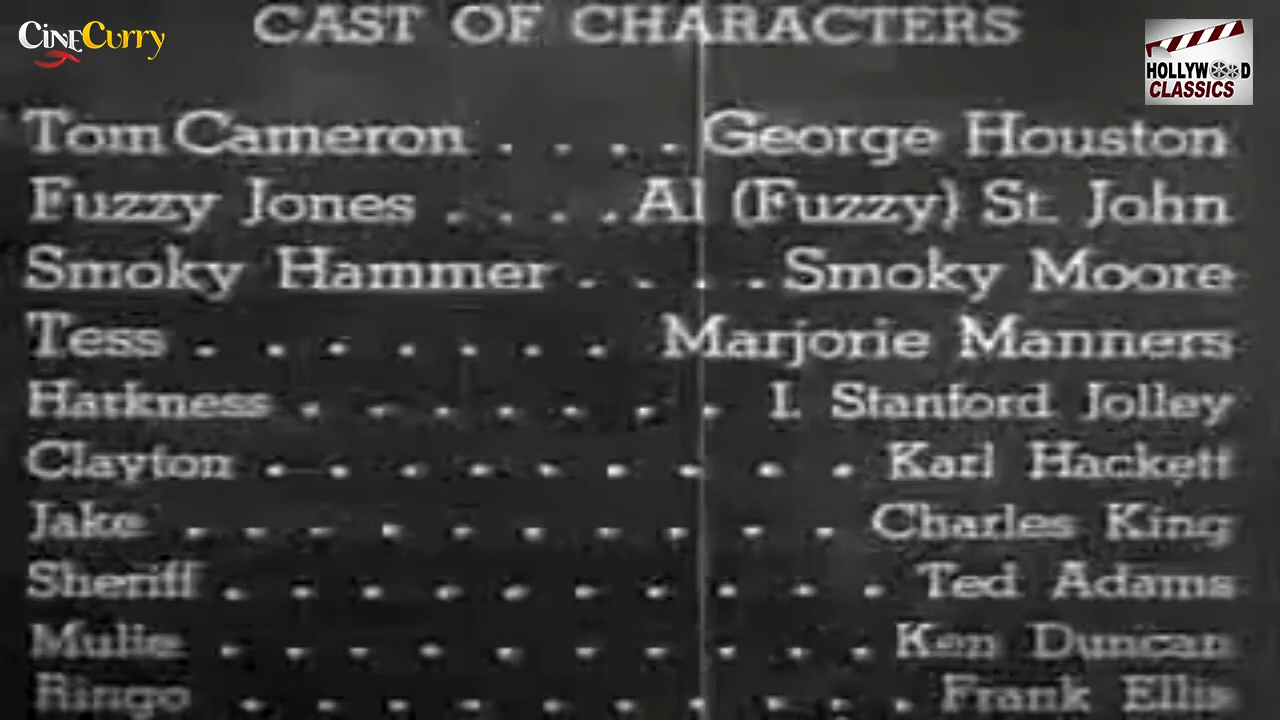 CAST OF CHARACTERS
CINECURRY
HOLLYWOOD
CLASSICS
Tom Cameron . . . . George Houston
Fuzzy Jones . . . . Al (Fuzzy) St. John
Smoky Hammer . . . . Smoky Moore
Tess . . . . . . . Marjorie Manners
Harkness . . . . . . . I. Stanford Jolley
Clayton . . . . . . . . . Karl Hackett
Jake . . . . . . . . . . Charles King
Sheriff . . . . . . . . . . Ted Adams
Mulie . . . . . . . . . . Ken Duncan
Ringo . . . . . . . . . . Frank Ellis